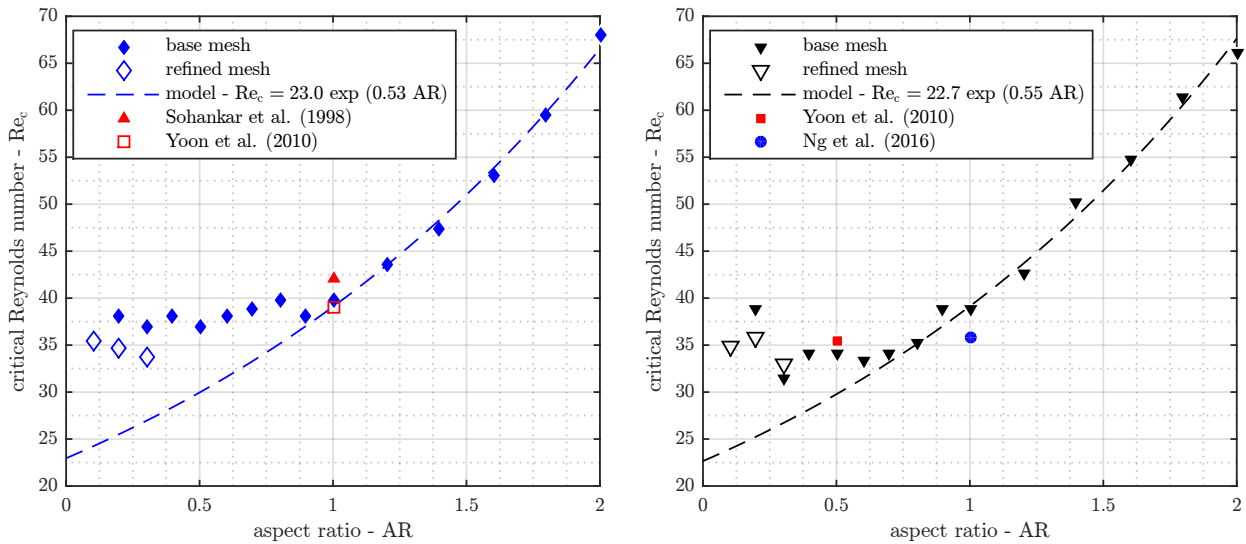 70
65
60
55
50
45
40
35
30
25
20
critical Reynolds number - Re_c
base mesh
refined mesh
model - Re_c = 23.0 exp (0.53 AR)
Sohankar et al. (1998)
Yoon et al. (2010)
0 0.5 1 1.5 2
aspect ratio - AR
70
65
60
55
50
45
40
35
30
25
20
critical Reynolds number - Re_c
base mesh
refined mesh
model - Re_c = 22.7 exp (0.55 AR)
Yoon et al. (2010)
Ng et al. (2016)
0 0.5 1 1.5 2
aspect ratio - AR